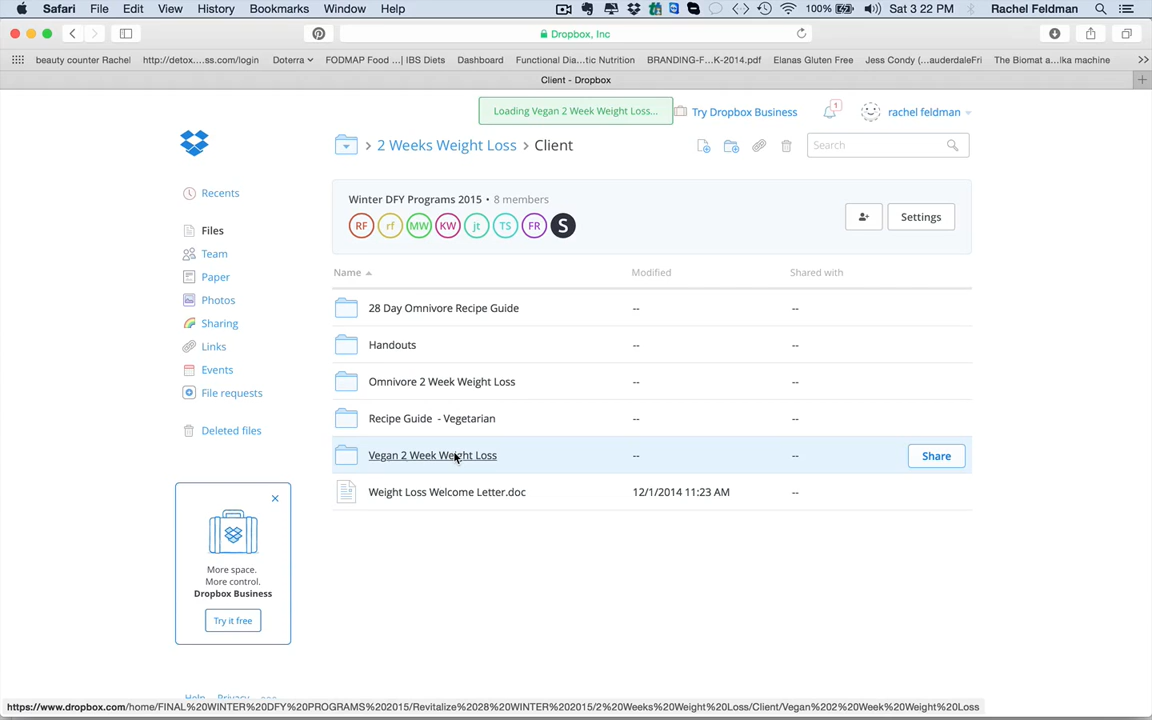 Safari File Edit View History Bookmarks Window Help 100% Sat 3 22 PM Rachel Feldman
Dropbox, Inc
beauty counter Rachel http://detox....ss.com/login Doterra FODMAP Food ...| IBS Diets Dashboard Functional Dia...tic Nutrition BRANDING-F...K-2014.pdf Elanas Gluten Free Jess Condy (...auderdaleFri The Biomat a...lka machine
Client - Dropbox
Loading Vegan 2 Week Weight Loss...
Try Dropbox Business 1 rachel feldman
2 Weeks Weight Loss › Client
Search
Recents
Files
Team
Paper
Photos
Sharing
Links
Events
File requests
Deleted files
Winter DFY Programs 2015 • 8 members
RF rf MW KW jt TS FR S
Settings
Name Modified Shared with
28 Day Omnivore Recipe Guide -- --
Handouts -- --
Omnivore 2 Week Weight Loss -- --
Recipe Guide - Vegetarian -- --
Vegan 2 Week Weight Loss -- -- Share
Weight Loss Welcome Letter.doc 12/1/2014 11:23 AM --
More space.
More control.
Dropbox Business
Try it free
Help Privacy
https://www.dropbox.com/home/FINAL%20WINTER%20DFY%20PROGRAMS%202015/Revitalize%2028%20WINTER%202015/2%20Weeks%20Weight%20Loss/Client/Vegan%202%20Week%20Weight%20Loss